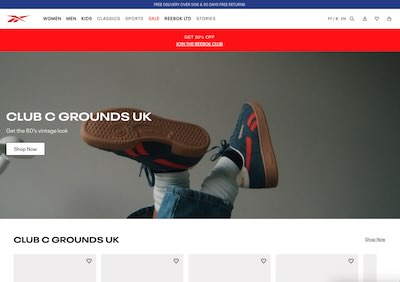 FREE DELIVERY OVER 50€ & 30 DAYS FREE RETURNS
WOMEN MEN KIDS CLASSICS SPORTS SALE REEBOK LTD STORIES
PT / € EN
GET 20% OFF
JOIN THE REEBOK CLUB
CLUB C GROUNDS UK
Get the 80's vintage look
Shop Now
CLUB C GROUNDS UK
Shop Now